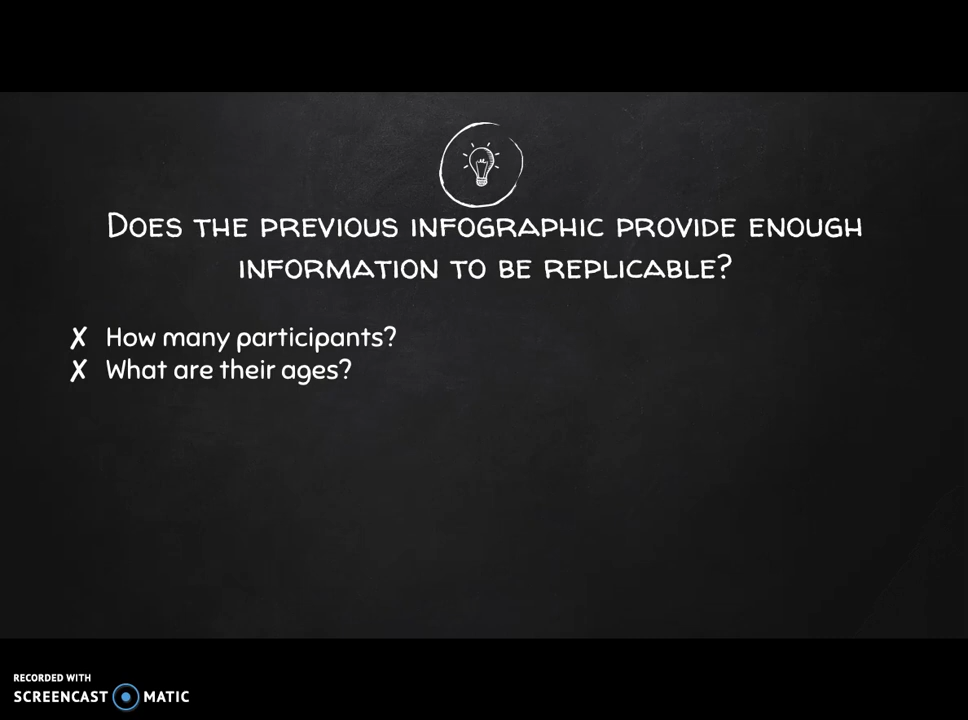 Does the previous infographic provide enough
information to be replicable?
✗ How many participants?
✗ What are their ages?
RECORDED WITH
SCREENCAST MATIC